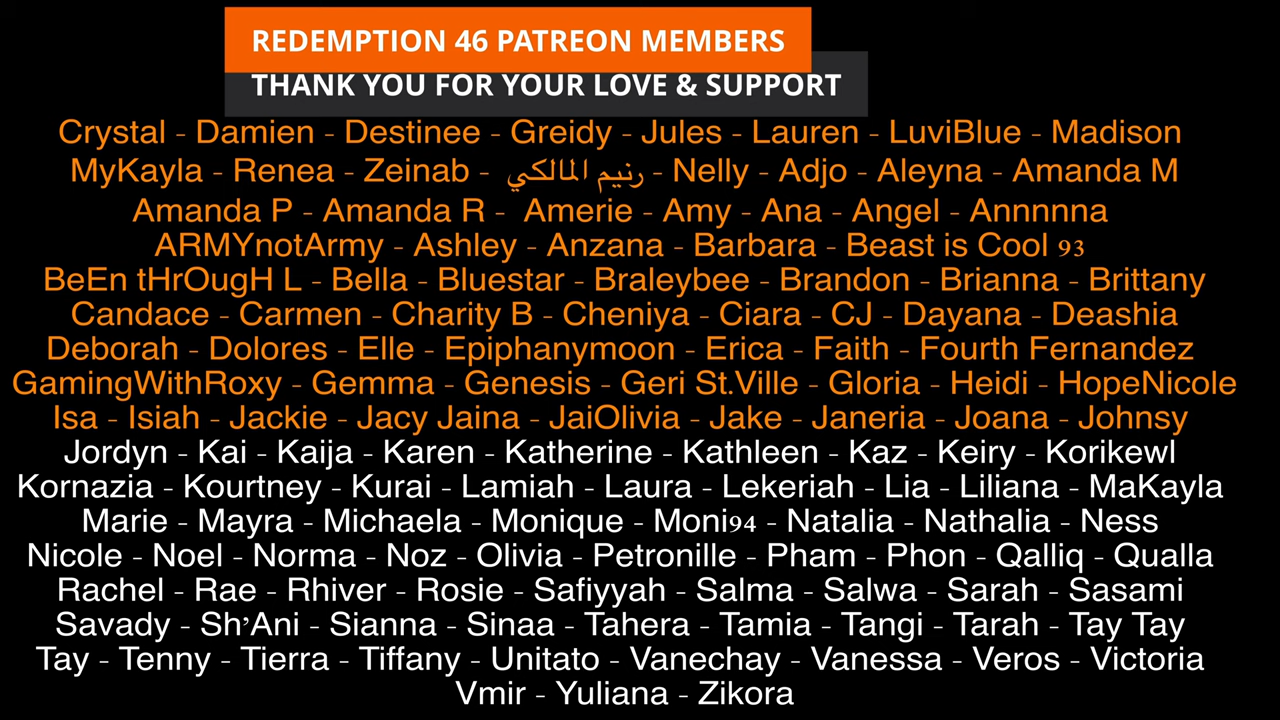 REDEMPTION 46 PATREON MEMBERS
THANK YOU FOR YOUR LOVE & SUPPORT
Crystal - Damien - Destinee - Greidy - Jules - Lauren - LuviBlue - Madison
MyKayla - Renea - Zeinab - رنيم المالكي - Nelly - Adjo - Aleyna - Amanda M
Amanda P - Amanda R - Amerie - Amy - Ana - Angel - Annnnna
ARMYnotArmy - Ashley - Anzana - Barbara - Beast is Cool 93
BeEn tHrOugH L - Bella - Bluestar - Braleybee - Brandon - Brianna - Brittany
Candace - Carmen - Charity B - Cheniya - Ciara - CJ - Dayana - Deashia
Deborah - Dolores - Elle - Epiphanymoon - Erica - Faith - Fourth Fernandez
GamingWithRoxy - Gemma - Genesis - Geri St.Ville - Gloria - Heidi - HopeNicole
Isa - Isiah - Jackie - Jacy Jaina - JaiOlivia - Jake - Janeria - Joana - Johnsy
Jordyn - Kai - Kaija - Karen - Katherine - Kathleen - Kaz - Keiry - Korikewl
Kornazia - Kourtney - Kurai - Lamiah - Laura - Lekeriah - Lia - Liliana - MaKayla
Marie - Mayra - Michaela - Monique - Moni94 - Natalia - Nathalia - Ness
Nicole - Noel - Norma - Noz - Olivia - Petronille - Pham - Phon - Qalliq - Qualla
Rachel - Rae - Rhiver - Rosie - Safiyyah - Salma - Salwa - Sarah - Sasami
Savady - Sh’Ani - Sianna - Sinaa - Tahera - Tamia - Tangi - Tarah - Tay Tay
Tay - Tenny - Tierra - Tiffany - Unitato - Vanechay - Vanessa - Veros - Victoria
Vmir - Yuliana - Zikora